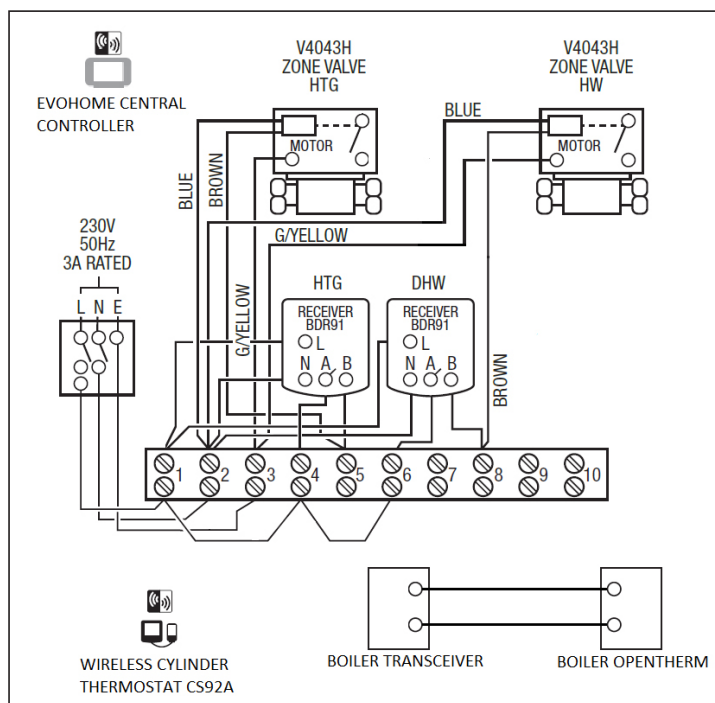 V4043H
ZONE VALVE
HTG
V4043H
ZONE VALVE
HW
EVOHOME CENTRAL
CONTROLLER
MOTOR
BLUE
MOTOR
BLUE
BROWN
G/YELLOW
230V
50Hz
3A RATED
L N E
G/YELLOW
HTG
DHW
RECEIVER
BDR91
L
N A B
RECEIVER
BDR91
L
N A B
BROWN
1 2 3 4 5 6 7 8 9 10
WIRELESS CYLINDER
THERMOSTAT CS92A
BOILER TRANSCEIVER
BOILER OPENTHERM